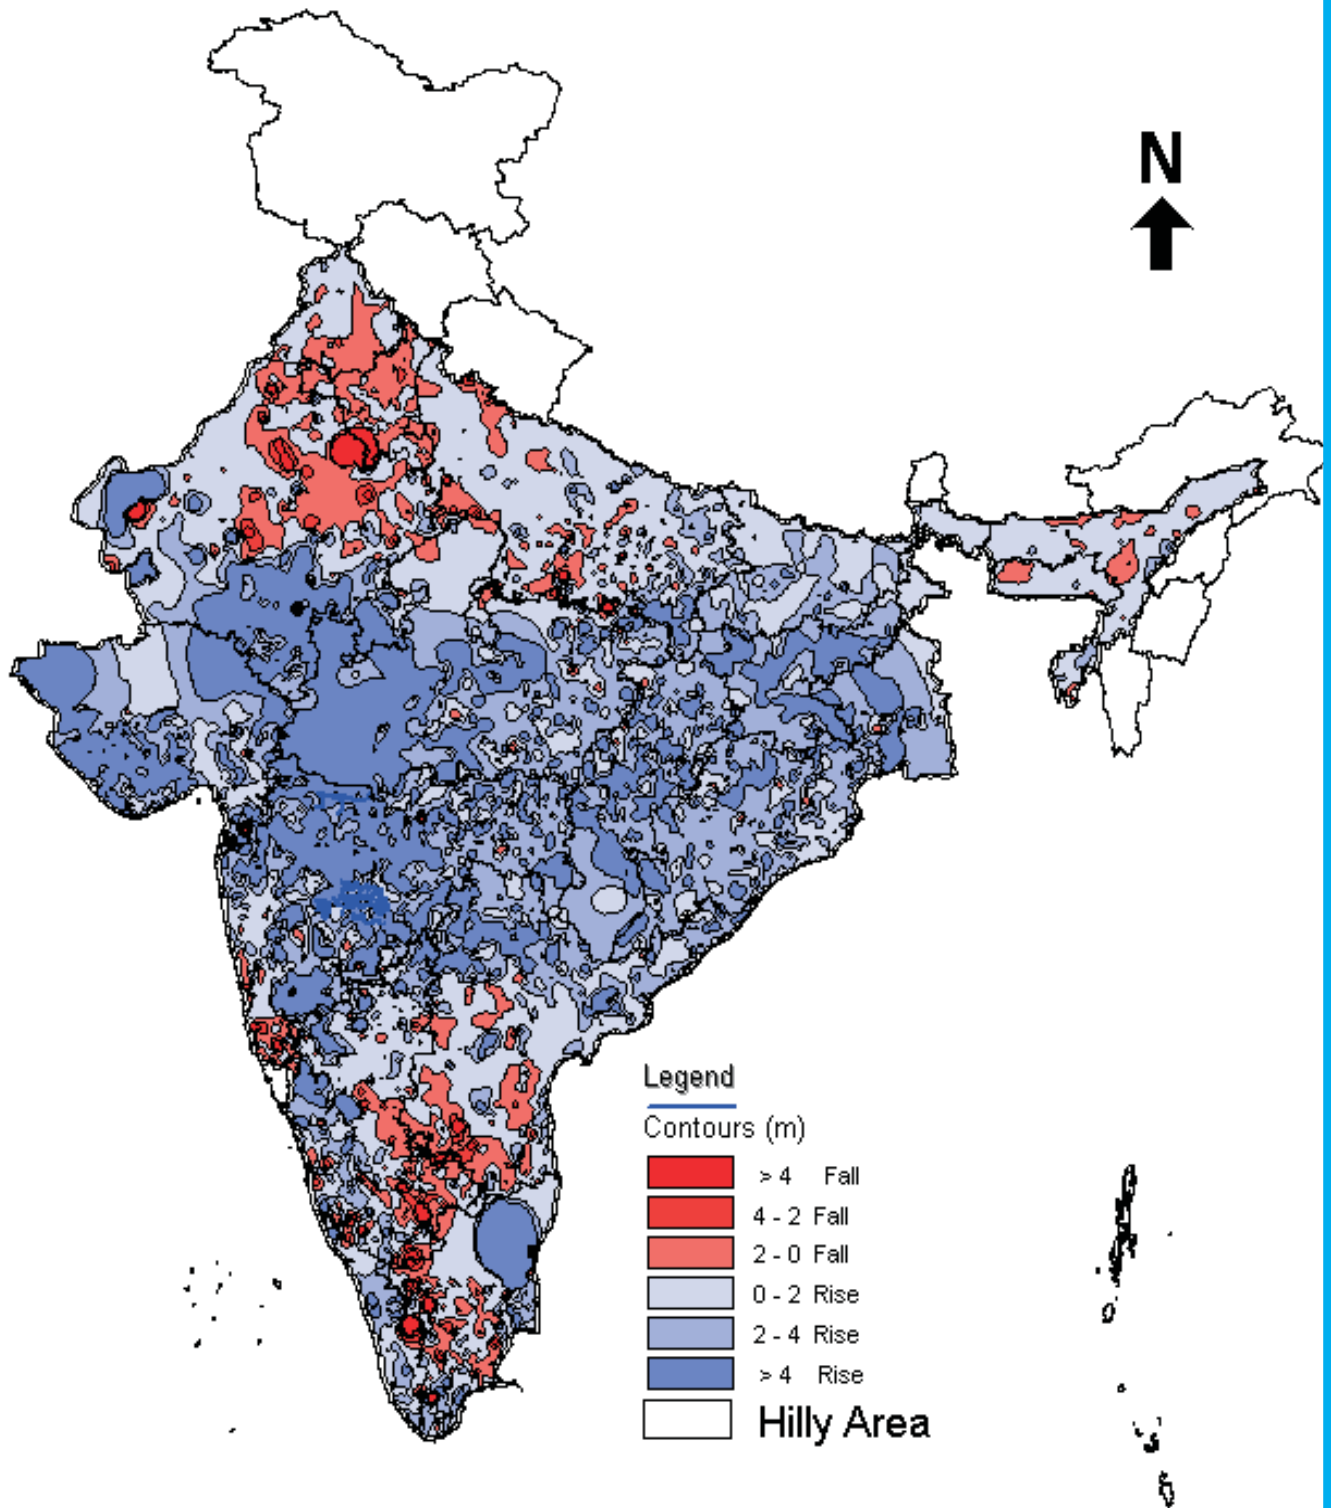 N
Legend
Contours (m)
> 4 Fall
4 - 2 Fall
2 - 0 Fall
0 - 2 Rise
2 - 4 Rise
> 4 Rise
Hilly Area